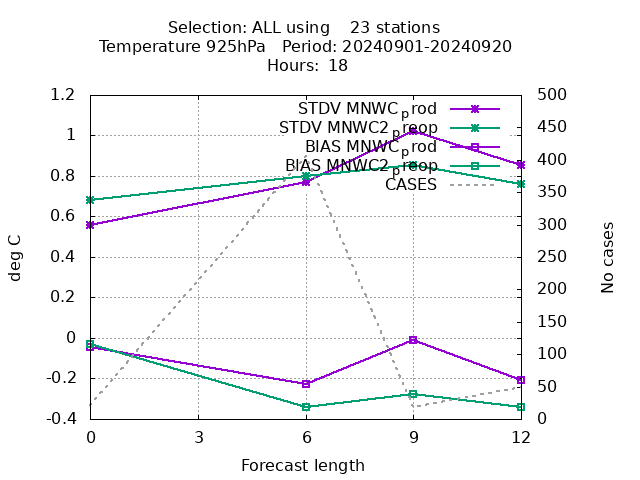 Selection: ALL using    23 stations
Temperature 925hPa   Period: 20240901-20240920
Hours:  18
STDV MNWC_prod
STDV MNWC2_preop
BIAS MNWC_prod
BIAS MNWC2_preop
CASES
1.2
1
0.8
0.6
0.4
0.2
0
-0.2
-0.4
500
450
400
350
300
250
200
150
100
50
0
deg C
No cases
0 3 6 9 12
Forecast length